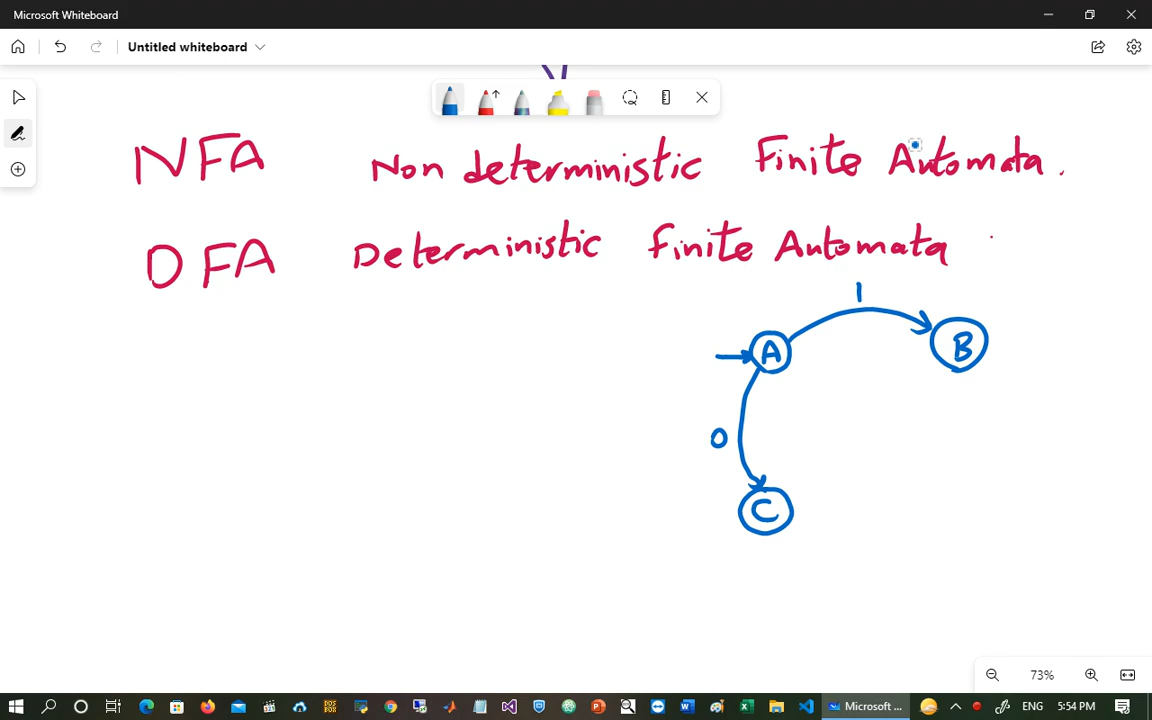 Microsoft Whiteboard
Untitled whiteboard
NFA Non deterministic Finite Automata.
DFA Deterministic Finite Automata
1
A B
0
C
73%
Microsoft ... ENG 5:54 PM